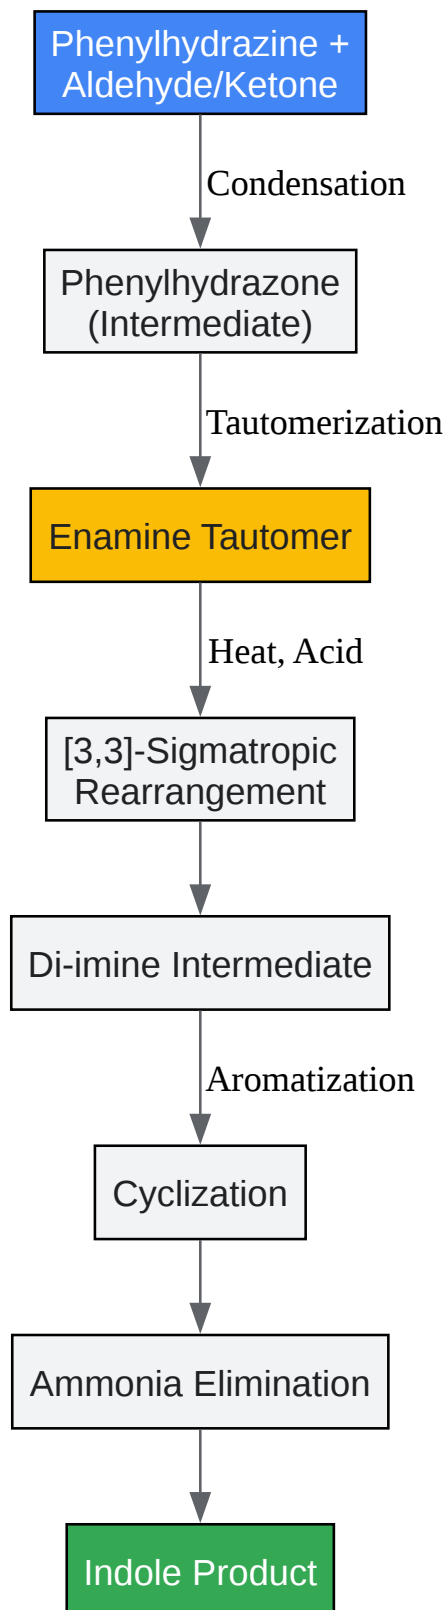 Phenylhydrazine +
Aldehyde/Ketone
Condensation
Phenylhydrazone
(Intermediate)
Tautomerization
Enamine Tautomer
Heat, Acid
[3,3]-Sigmatropic
Rearrangement
Di-imine Intermediate
Aromatization
Cyclization
Ammonia Elimination
Indole Product